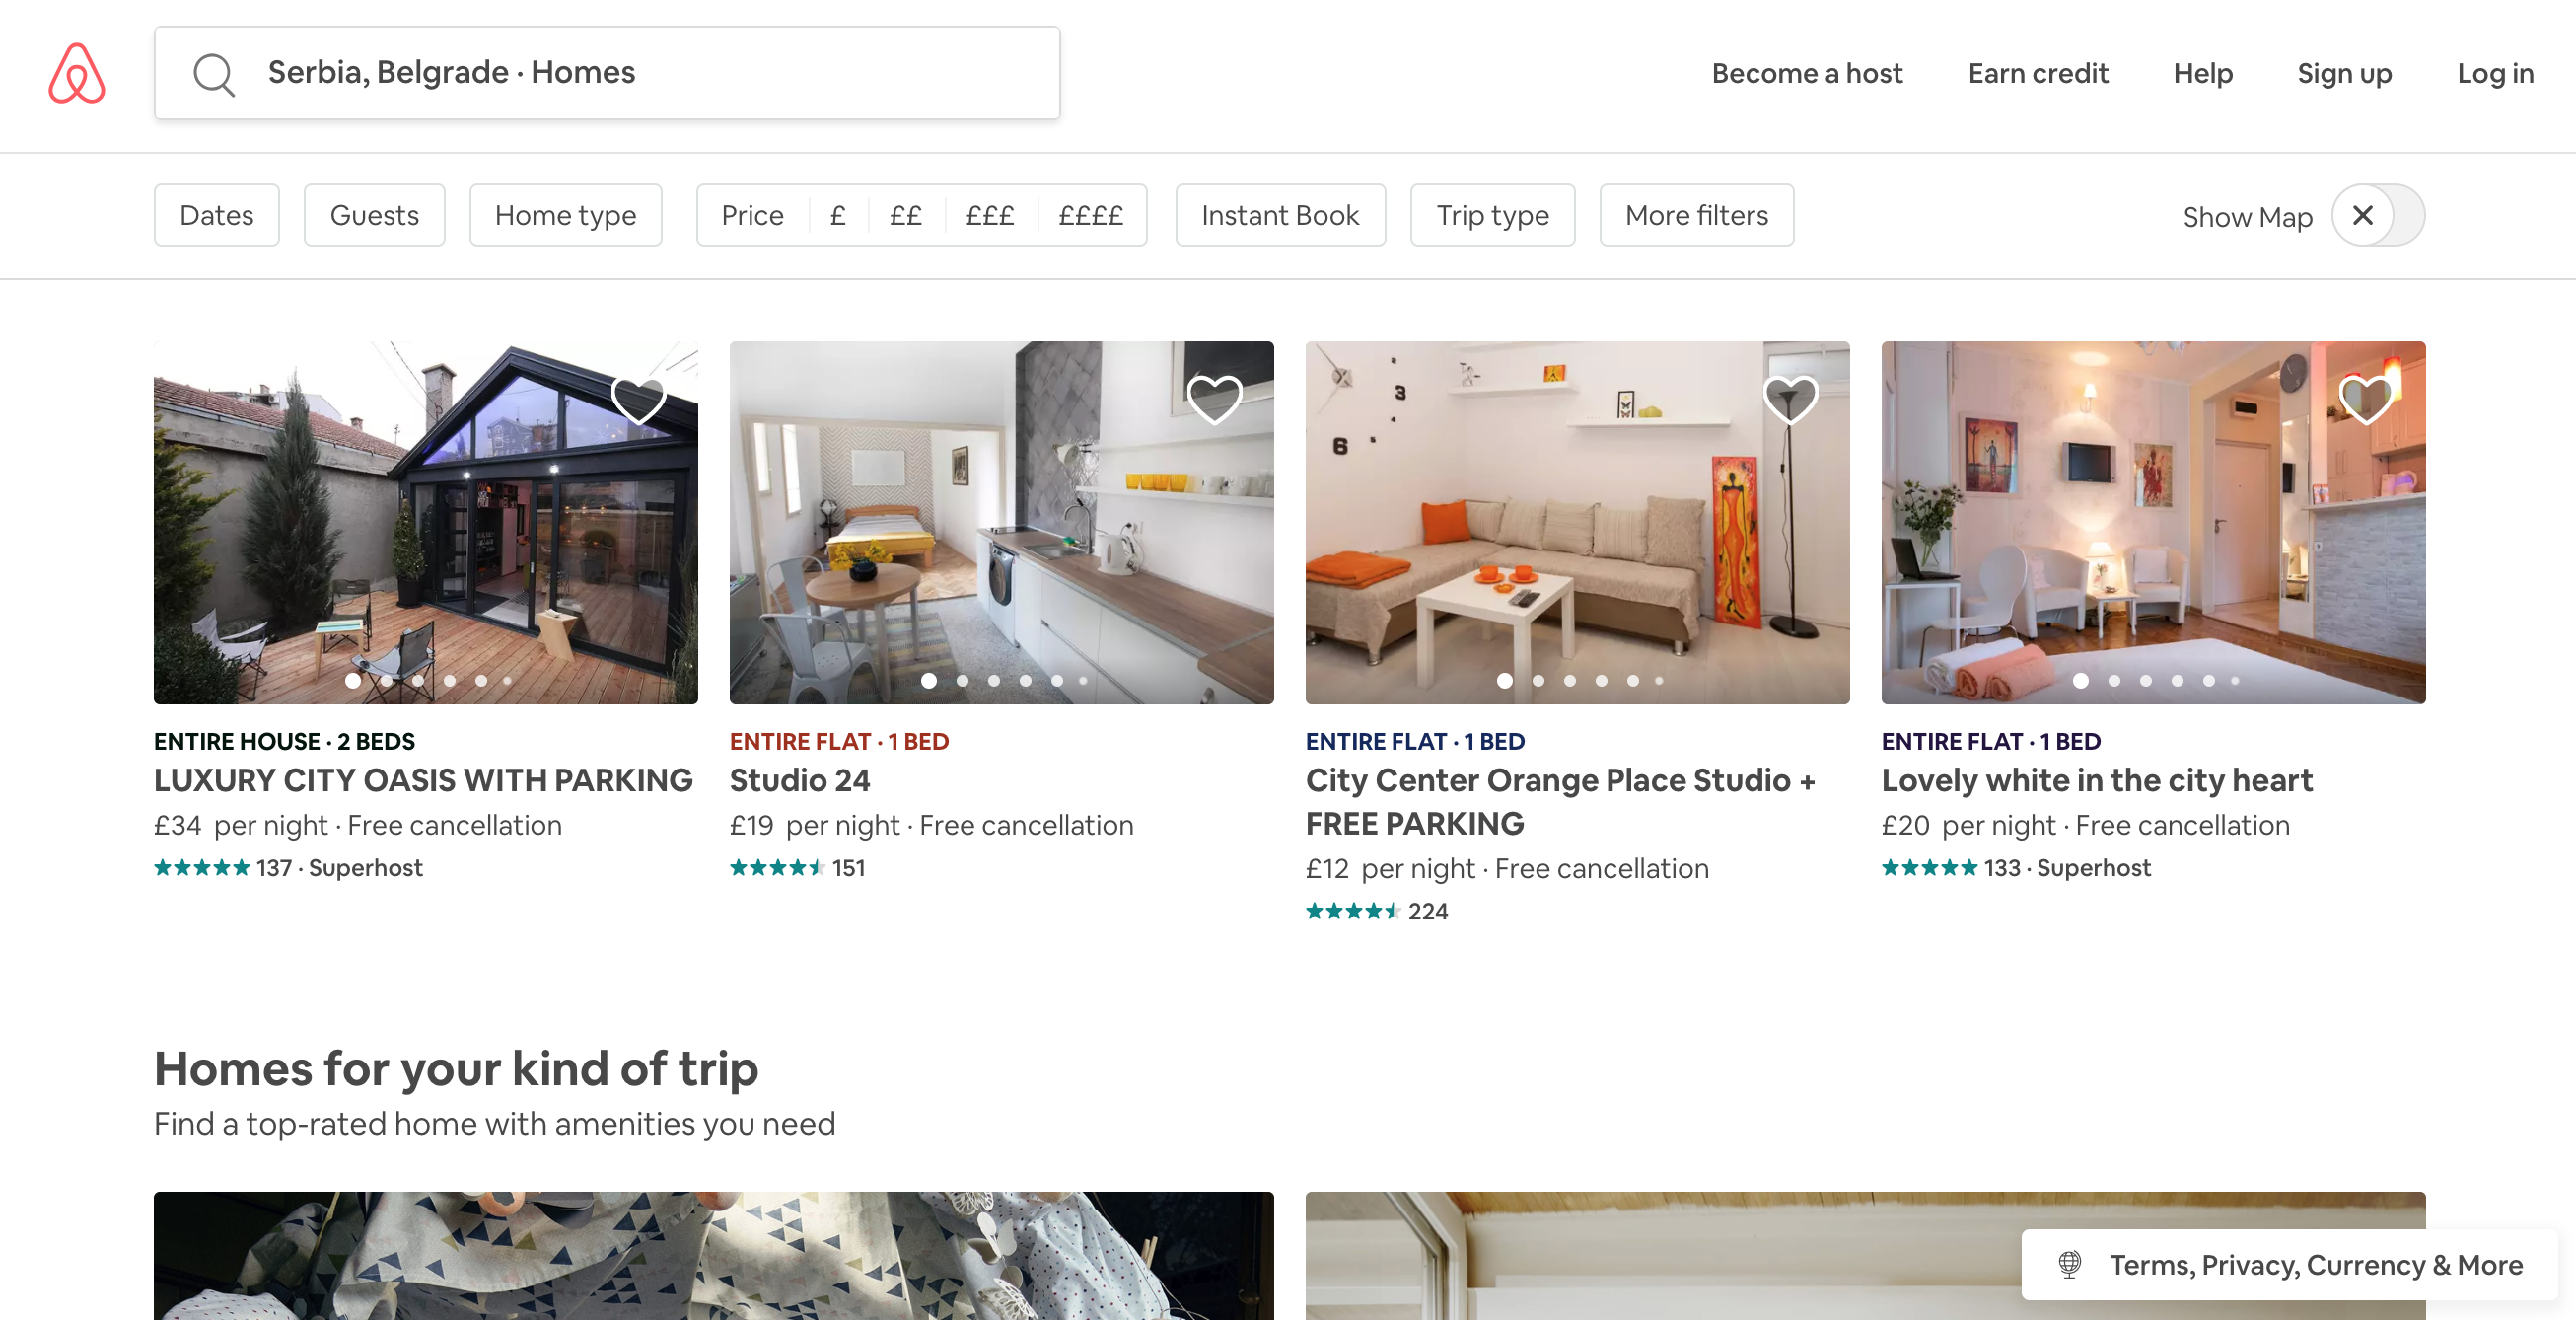 Serbia, Belgrade · Homes
Become a host
Earn credit
Help
Sign up
Log in
Dates
Guests
Home type
Price
£
££
£££
££££
Instant Book
Trip type
More filters
Show Map
ENTIRE HOUSE · 2 BEDS
LUXURY CITY OASIS WITH PARKING
£34 per night · Free cancellation
137 · Superhost
ENTIRE FLAT · 1 BED
Studio 24
£19 per night · Free cancellation
151
2
3
4
5
6
ENTIRE FLAT · 1 BED
City Center Orange Place Studio +
FREE PARKING
£12 per night · Free cancellation
224
ENTIRE FLAT · 1 BED
Lovely white in the city heart
£20 per night · Free cancellation
133 · Superhost
Homes for your kind of trip
Find a top-rated home with amenities you need
Terms, Privacy, Currency & More